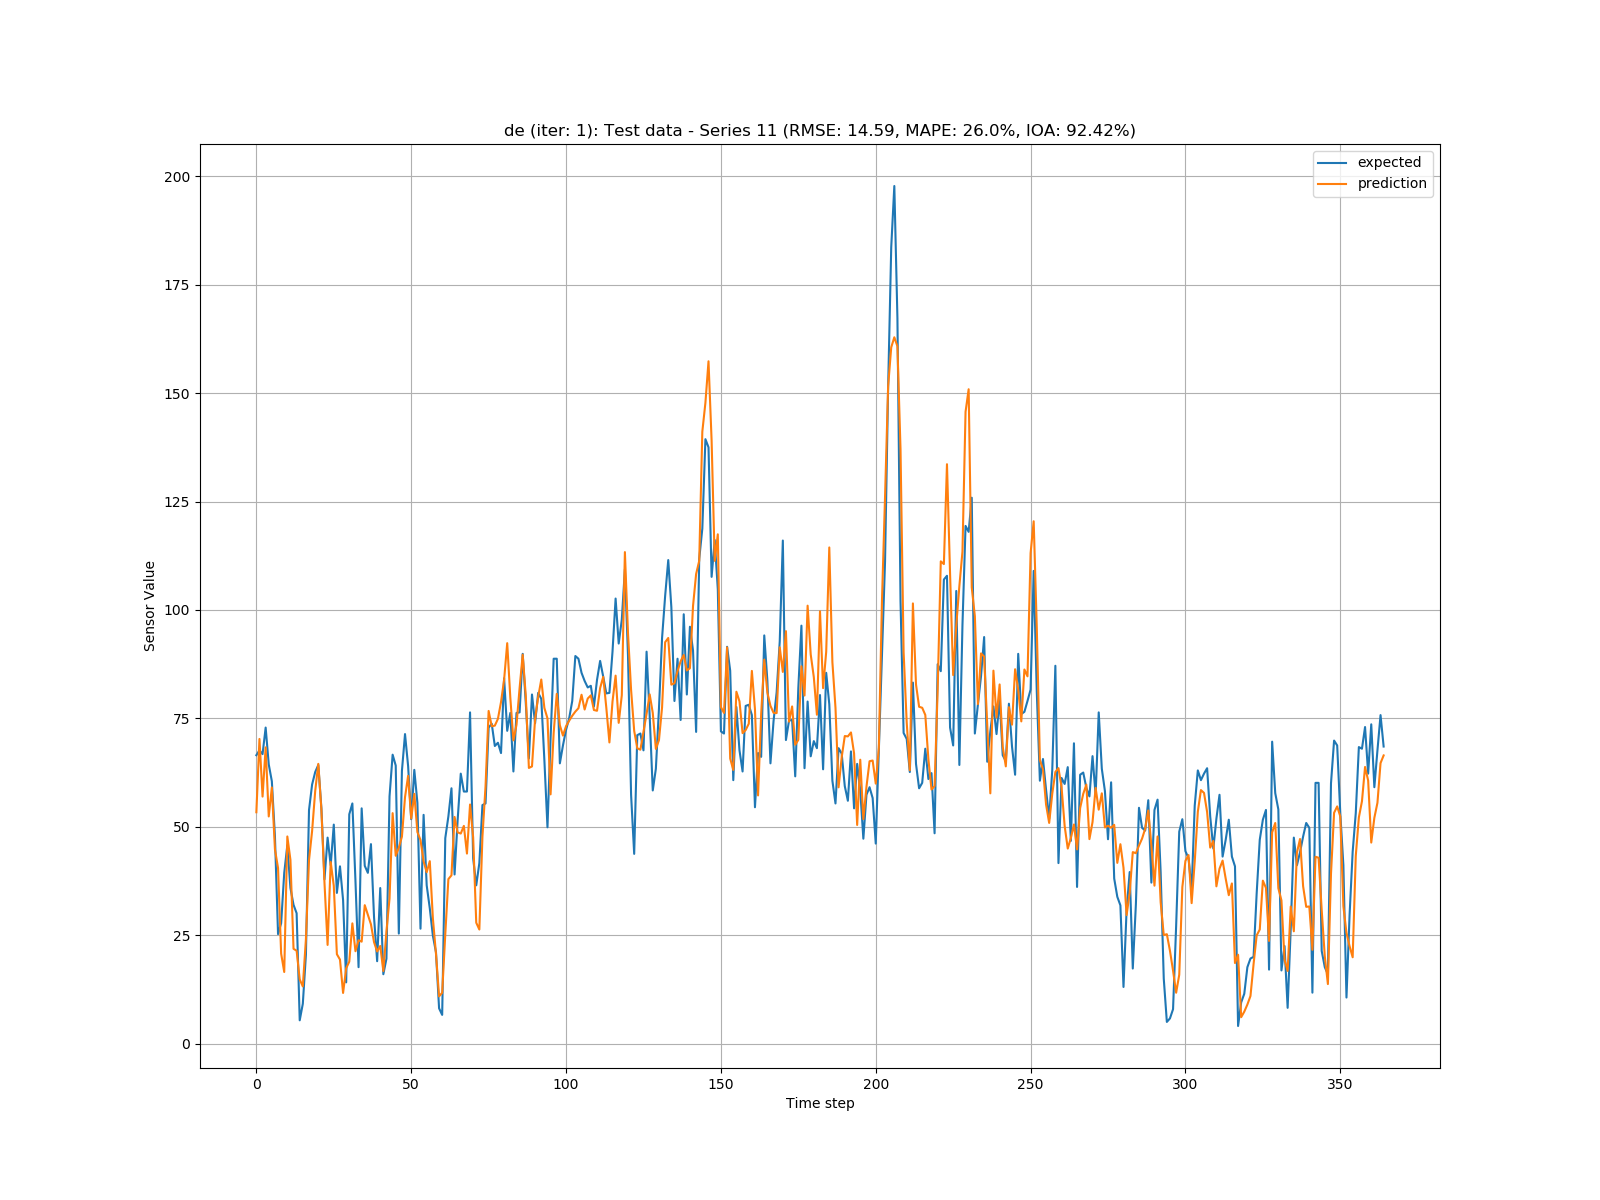 de (iter: 1): Test data - Series 11 (RMSE: 14.59, MAPE: 26.0%, IOA: 92.42%)
expected
prediction
200
175
150
125
100
75
50
25
0
Sensor Value
0 50 100 150 200 250 300 350
Time step